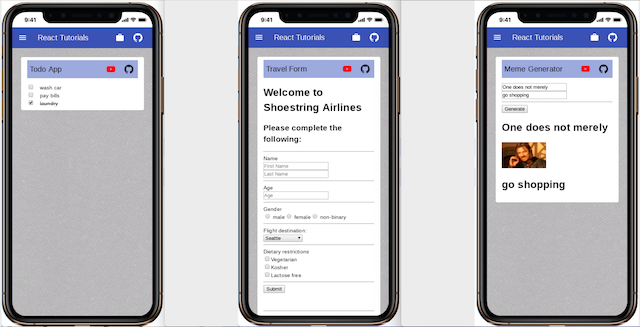 9:41
React Tutorials
Todo App
wash car
pay bills
laundry
9:41
React Tutorials
Travel Form
Welcome to
Shoestring Airlines
Please complete the
following:
Name
First Name
Last Name
Age
Age
Gender
male female non-binary
Flight destination:
Seattle
Dietary restrictions
Vegetarian
Kosher
Lactose free
Submit
9:41
React Tutorials
Meme Generator
One does not merely
go shopping
Generate
One does not merely
go shopping